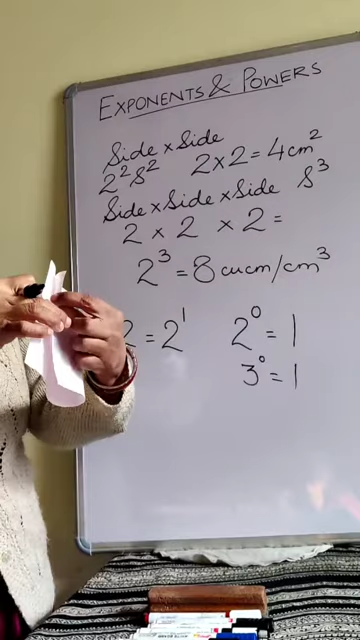 EXPONENTS & POWERS
Side × Side
2² S² 2×2 = 4cm²
Side × Side × Side S³
2 × 2 × 2 =
2³ = 8 cucm/cm³
2 = 2¹ 2⁰ = 1
3⁰ = 1